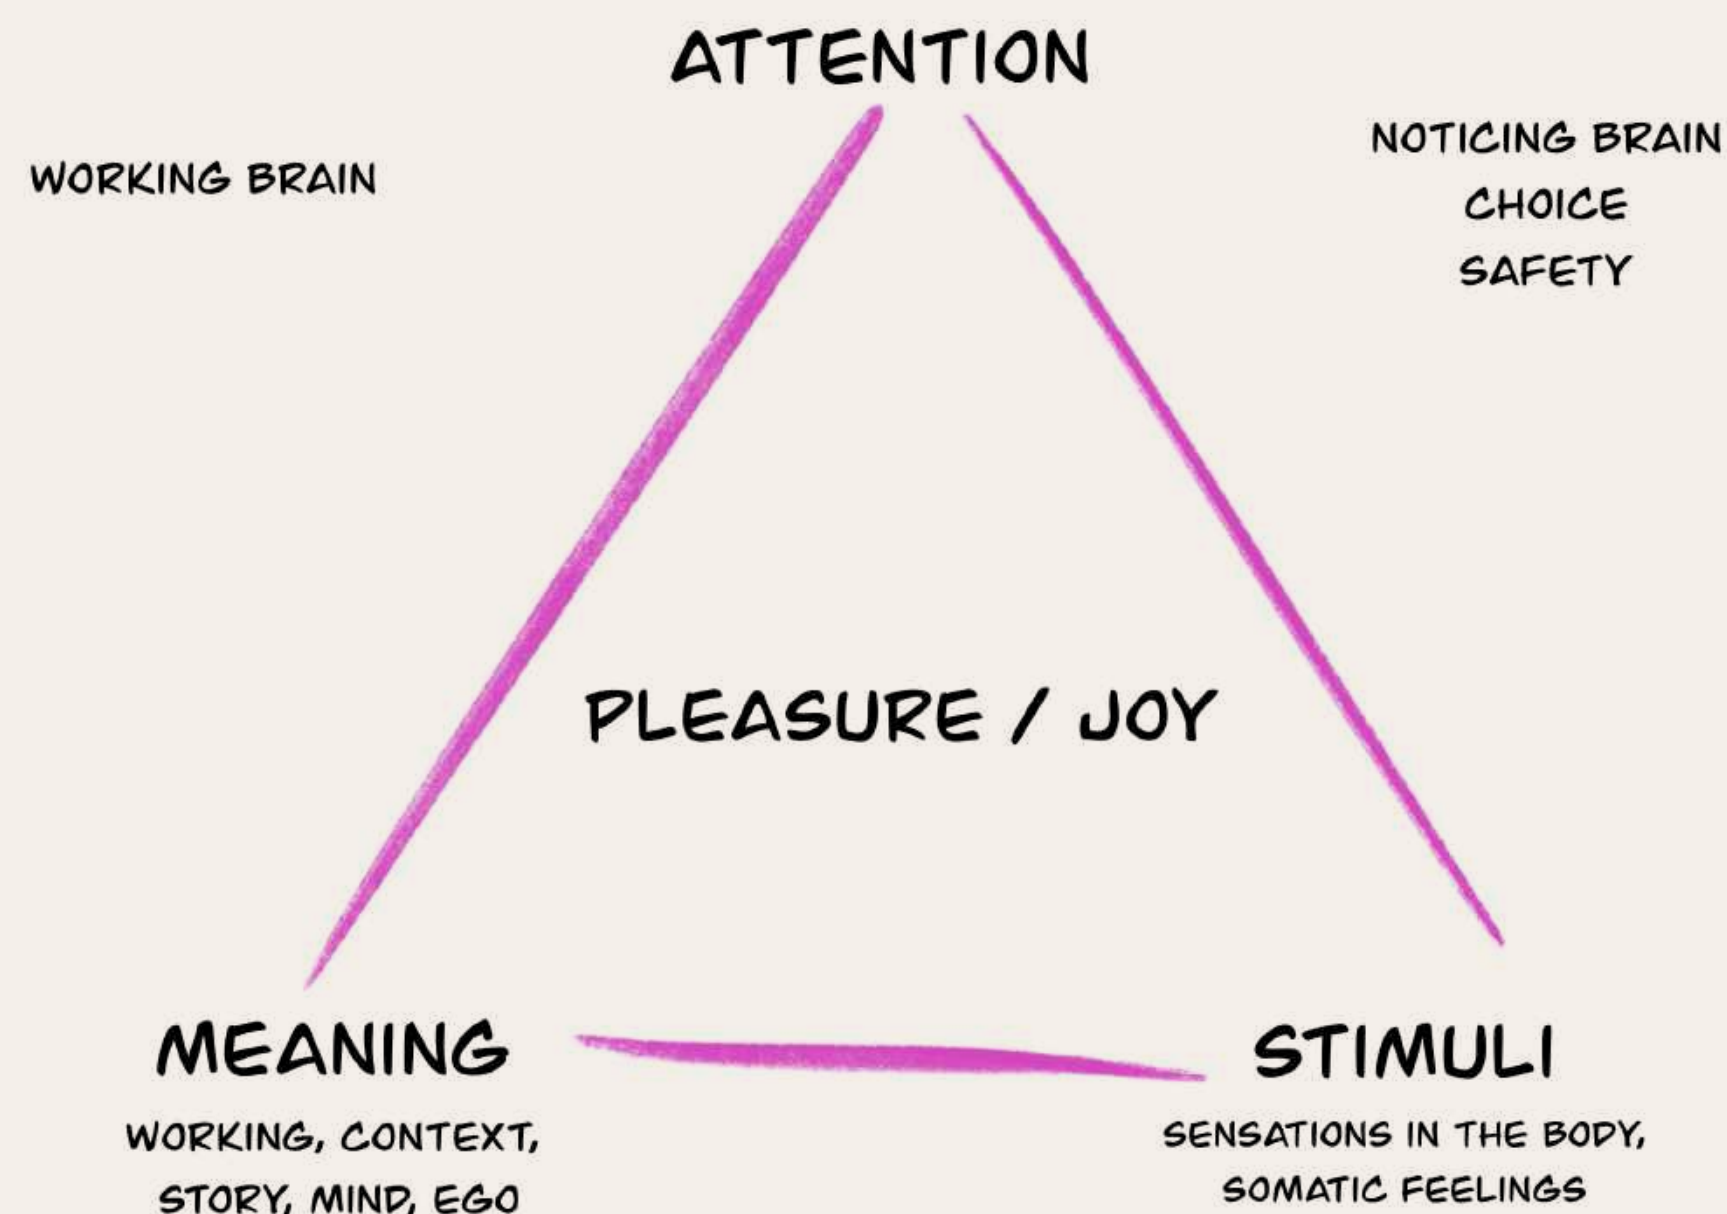 ATTENTION
WORKING BRAIN
NOTICING BRAIN
CHOICE
SAFETY
PLEASURE / JOY
MEANING
WORKING, CONTEXT,
STORY, MIND, EGO
STIMULI
SENSATIONS IN THE BODY,
SOMATIC FEELINGS